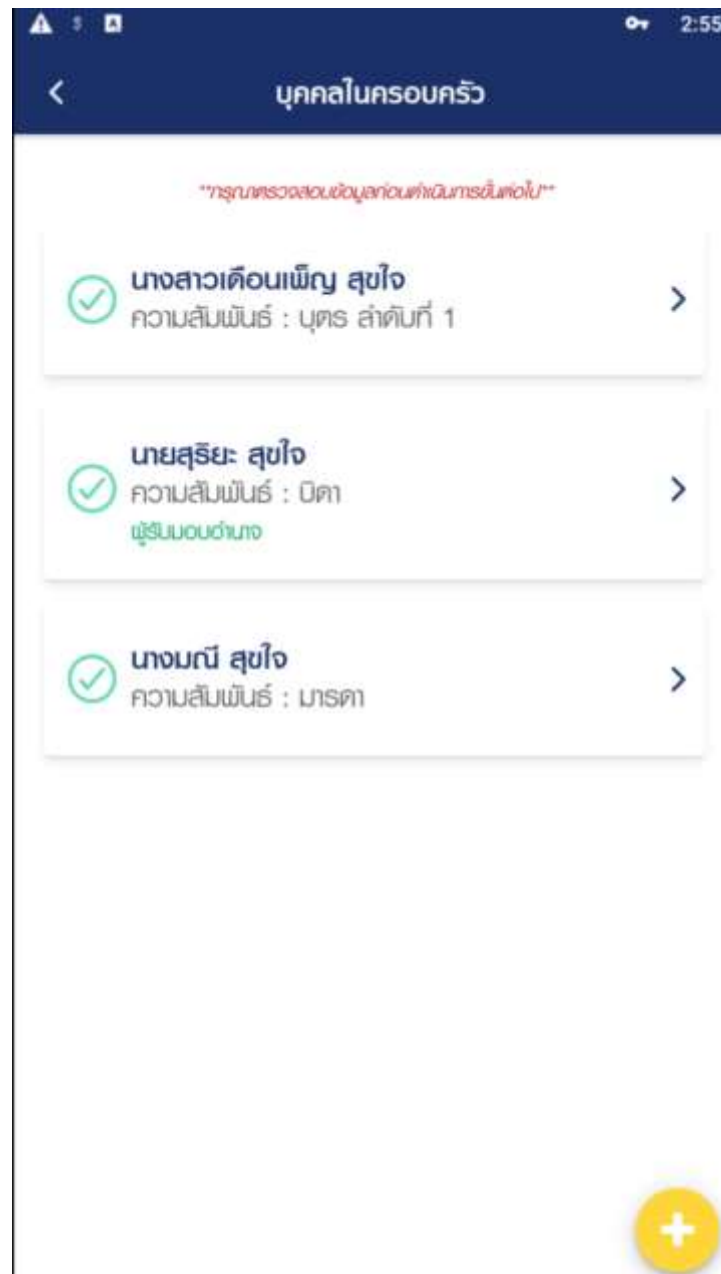 2:55
บุคคลในครอบครัว
**กรุณาตรวจสอบข้อมูลก่อนดำเนินการขั้นต่อไป**
นางสาวเดือนเพ็ญ สุขใจ
ความสัมพันธ์ : บุตร ลำดับที่ 1
นายสุริยะ สุขใจ
ความสัมพันธ์ : บิดา
ผู้รับมอบอำนาจ
นางมณี สุขใจ
ความสัมพันธ์ : มารดา